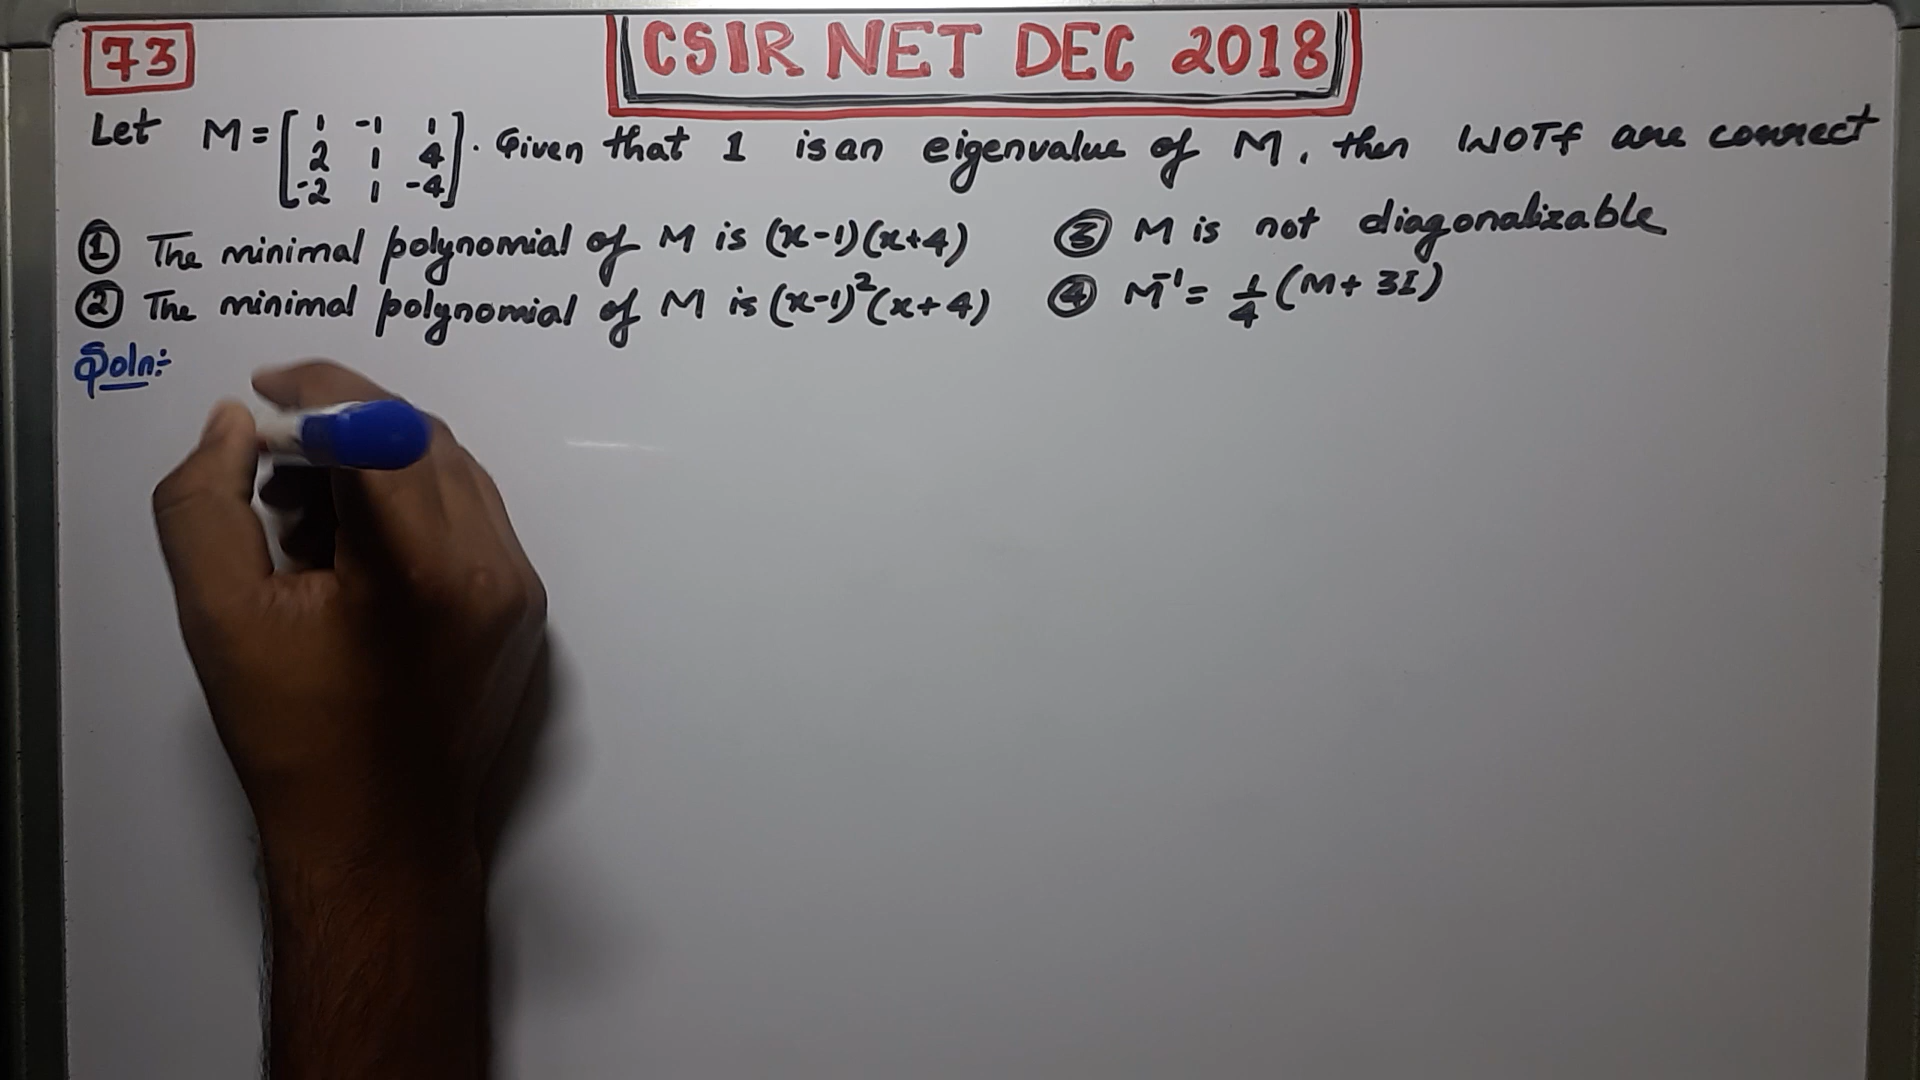 73
CSIR NET DEC 2018
Let M = [1 -1 1
2 1 4
-2 1 -4]. Given that 1 is an eigenvalue of M, then WOTF are correct
① The minimal polynomial of M is (x-1)(x+4)
② The minimal polynomial of M is (x-1)²(x+4)
③ M is not diagonalizable
④ M⁻¹ = 1/4 (M + 3I)
Soln:-